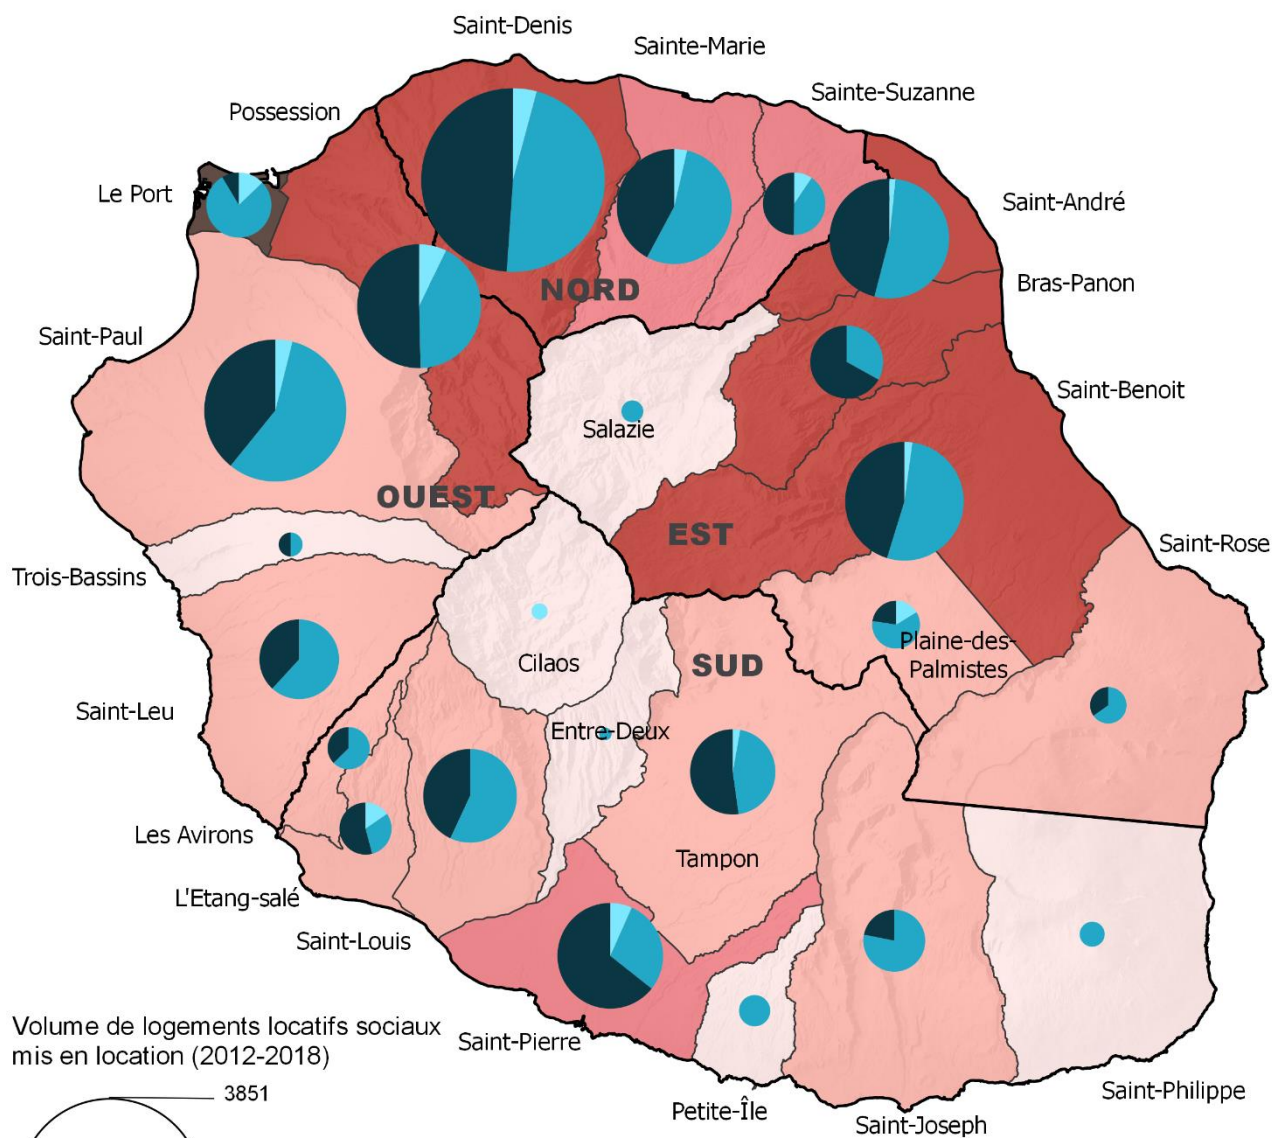 Saint-Denis
Sainte-Marie
Sainte-Suzanne
Possession
Le Port
Saint-André
Bras-Panon
NORD
Saint-Paul
Saint-Benoit
Salazie
OUEST
EST
Saint-Rose
Trois-Bassins
Plaine-des-
Palmistes
Cilaos
SUD
Saint-Leu
Entre-Deux
Les Avirons
Tampon
L'Etang-salé
Saint-Louis
Volume de logements locatifs sociaux
mis en location (2012-2018)
Saint-Pierre
3851
Petite-Île
Saint-Joseph
Saint-Philippe